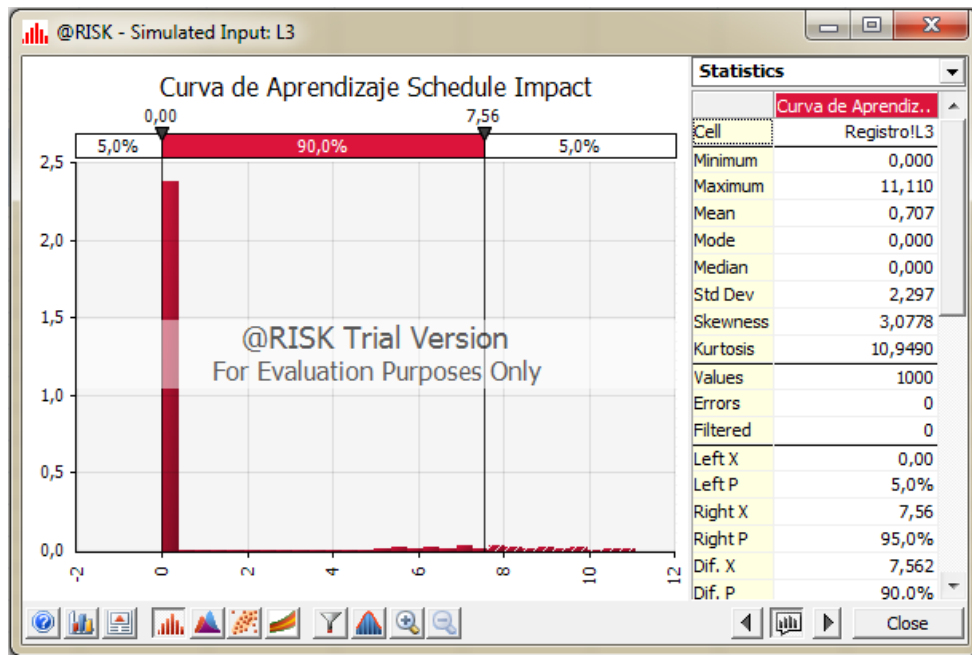 @RISK - Simulated Input: L3
Curva de Aprendizaje Schedule Impact
0,00 7,56
5,0% 90,0% 5,0%
2,5
2,0
1,5
1,0
0,5
0,0
-2 0 2 4 6 8 10 12
@RISK Trial Version
For Evaluation Purposes Only
Statistics
Curva de Aprendiz..
Cell Registro!L3
Minimum 0,000
Maximum 11,110
Mean 0,707
Mode 0,000
Median 0,000
Std Dev 2,297
Skewness 3,0778
Kurtosis 10,9490
Values 1000
Errors 0
Filtered 0
Left X 0,00
Left P 5,0%
Right X 7,56
Right P 95,0%
Dif. X 7,562
Dif. P 90.0%
Close